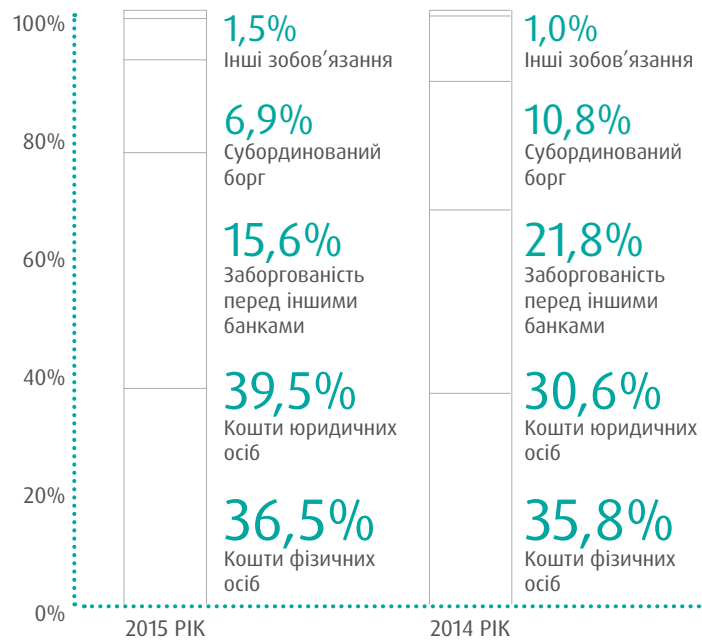 100%
80%
60%
40%
20%
0%
1,5%
Інші зобов’язання
6,9%
Субординований
борг
15,6%
Заборгованість
перед іншими
банками
39,5%
Кошти юридичних
осіб
36,5%
Кошти фізичних
осіб
2015 РІК
1,0%
Інші зобов’язання
10,8%
Субординований
борг
21,8%
Заборгованість
перед іншими
банками
30,6%
Кошти юридичних
осіб
35,8%
Кошти фізичних
осіб
2014 РІК